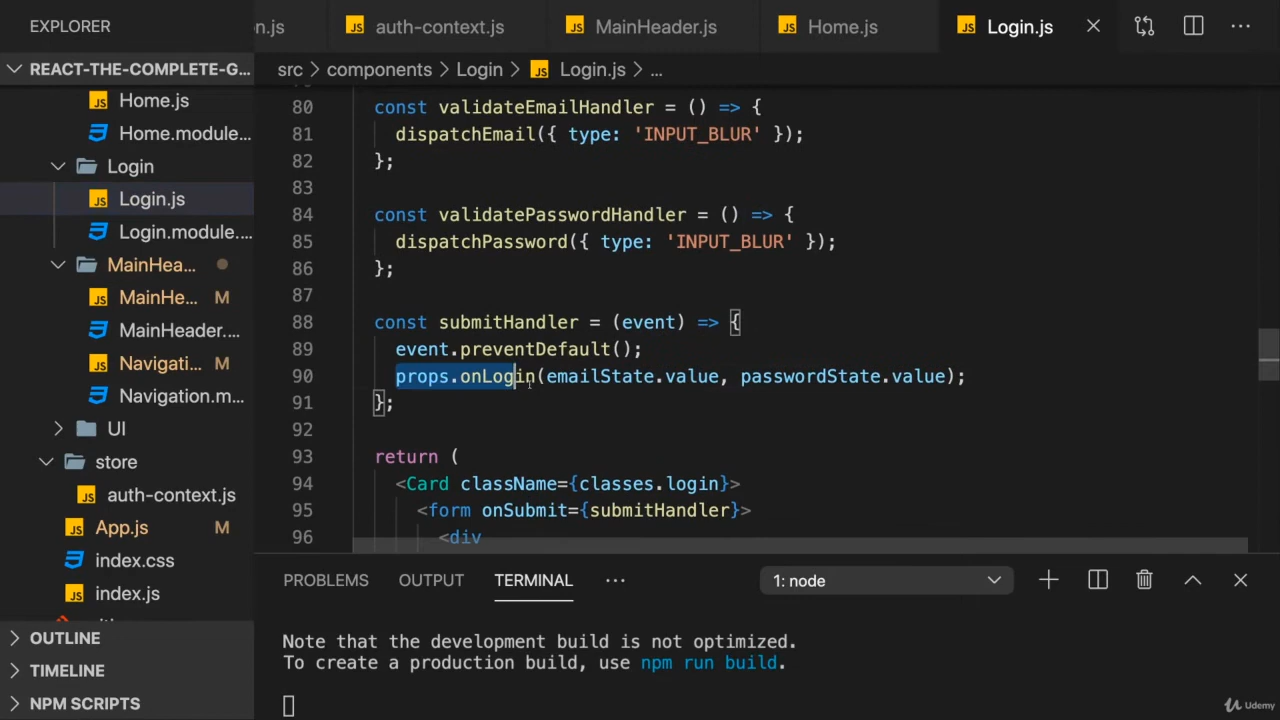 EXPLORER
on.js
auth-context.js
MainHeader.js
Home.js
Login.js
REACT-THE-COMPLETE-G...
src > components > Login > Login.js > ...
Home.js
Home.module...
Login
Login.js
Login.module....
MainHea...
MainHe... M
MainHeader....
Navigati... M
Navigation.m...
UI
store
auth-context.js
App.js M
index.css
index.js
OUTLINE
TIMELINE
NPM SCRIPTS
80 const validateEmailHandler = () => {
81 dispatchEmail({ type: 'INPUT_BLUR' });
82 };
83
84 const validatePasswordHandler = () => {
85 dispatchPassword({ type: 'INPUT_BLUR' });
86 };
87
88 const submitHandler = (event) => {
89 event.preventDefault();
90 props.onLogin(emailState.value, passwordState.value);
91 };
92
93 return (
94 <Card className={classes.login}>
95 <form onSubmit={submitHandler}>
96 <div
PROBLEMS OUTPUT TERMINAL ... 1: node
Note that the development build is not optimized.
To create a production build, use npm run build.
Udemy